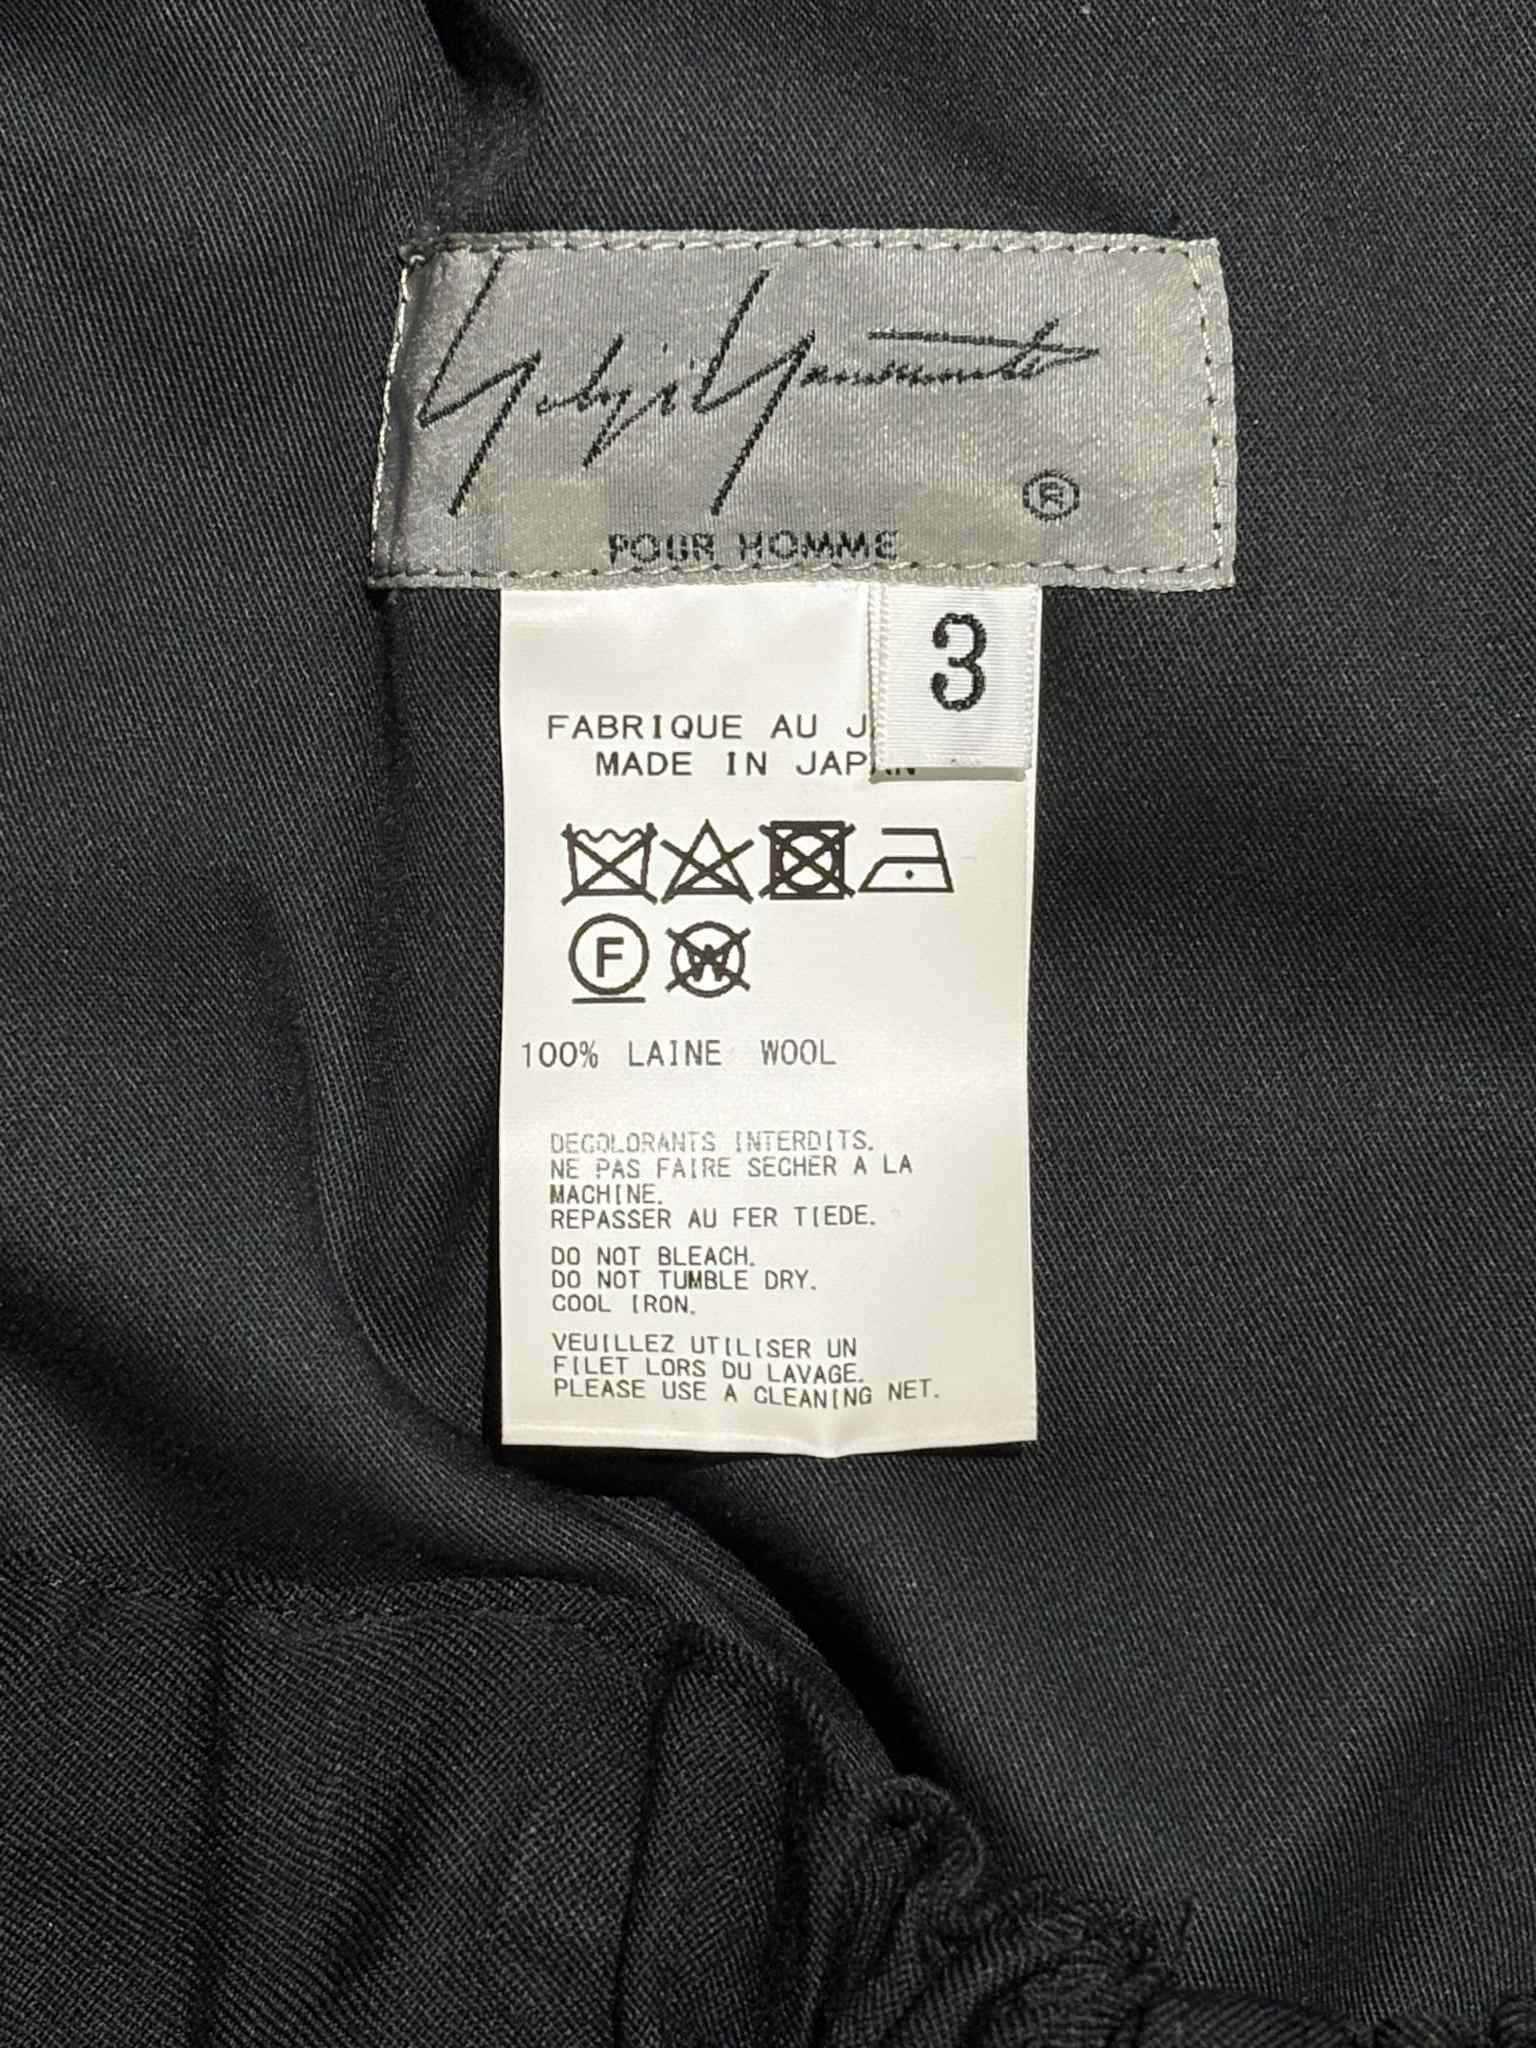 Yohji Yamamoto
®
POUR HOMME
3
FABRIQUE AU
MADE IN JAPAN
F
W
100% LAINE WOOL
DECOLORANTS INTERDITS.
NE PAS FAIRE SECHER A LA
MACHINE.
REPASSER AU FER TIEDE.
DO NOT BLEACH.
DO NOT TUMBLE DRY.
COOL IRON.
VEUILLEZ UTILISER UN
FILET LORS DU LAVAGE.
PLEASE USE A CLEANING NET.